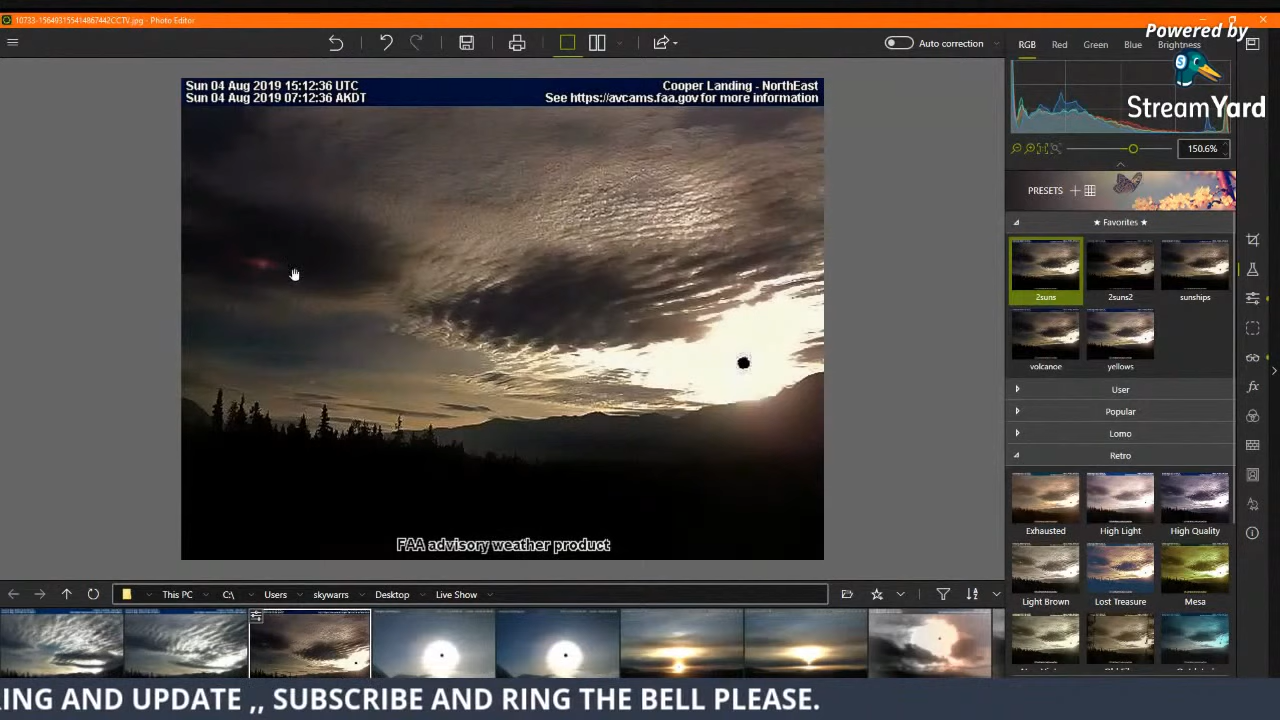 10733-156493155414867442CCTV.jpg - Photo Editor
Powered by
StreamYard
Auto correction
RGB
Red
Green
Blue
Brightness
150.6%
Sun 04 Aug 2019 15:12:36 UTC
Sun 04 Aug 2019 07:12:36 AKDT
Cooper Landing - NorthEast
See https://avcams.faa.gov for more information
FAA advisory weather product
PRESETS
★ Favorites ★
2suns
2suns2
sunships
volcanoe
yellows
User
Popular
Lomo
Retro
Exhausted
High Light
High Quality
Light Brown
Lost Treasure
Mesa
This PC
C:\
Users
skywarrs
Desktop
Live Show
RING AND UPDATE ,, SUBSCRIBE AND RING THE BELL PLEASE.